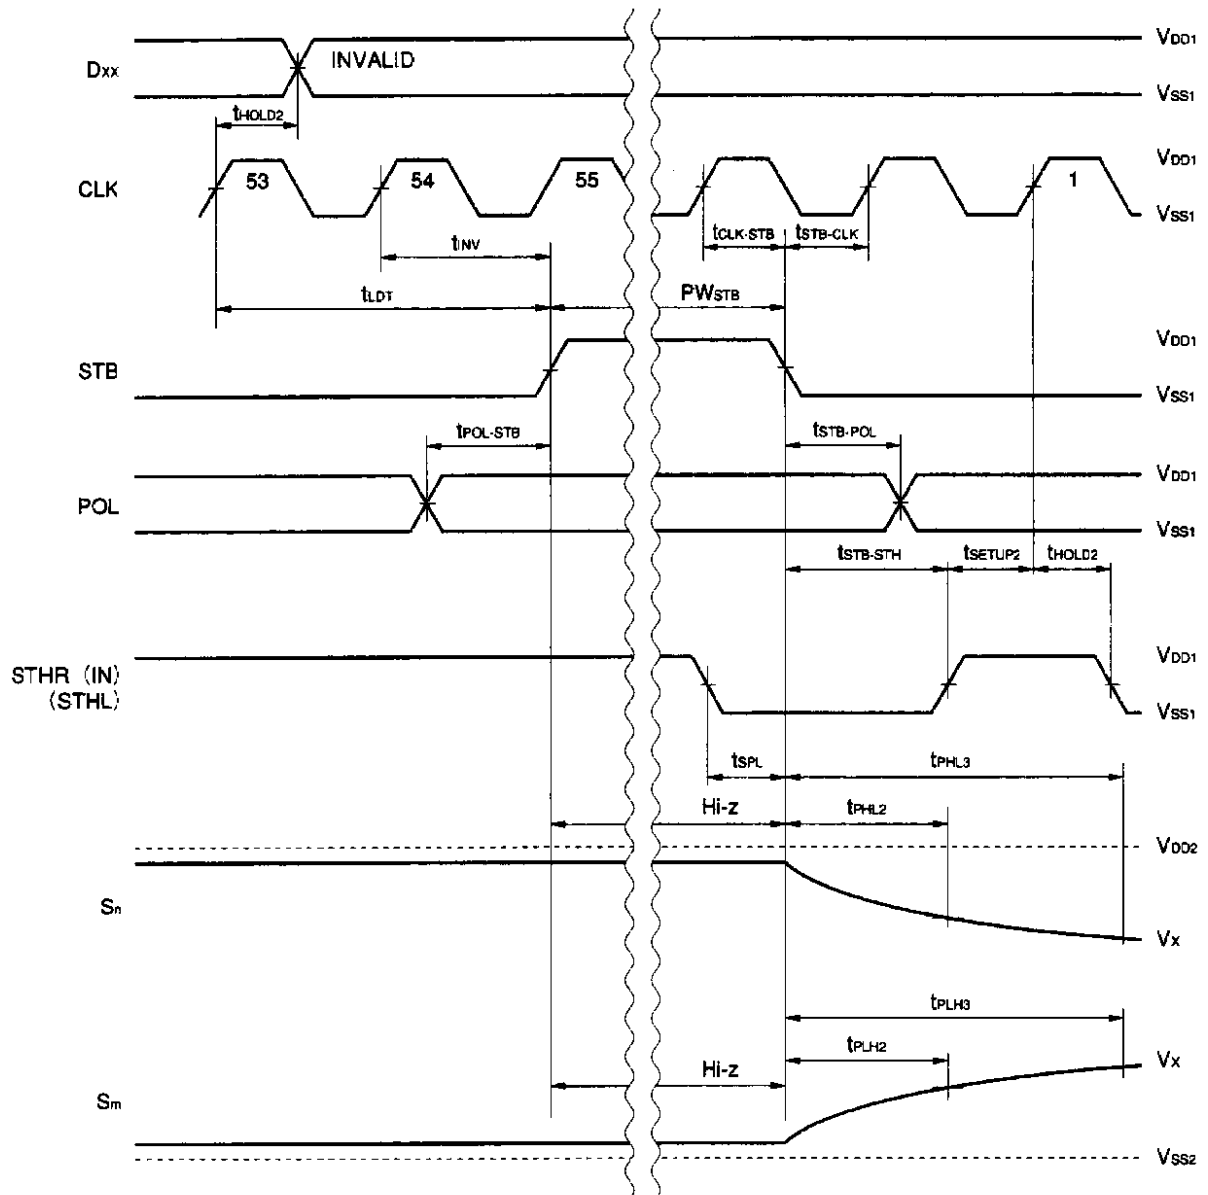 VDD1
DXX
INVALID
VSS1
tHOLD2
VDD1
CLK
53
54
55
1
VSS1
tINV
tCLK-STB
tSTB-CLK
tLDT
PWSTB
VDD1
STB
VSS1
tPOL-STB
tSTB-POL
VDD1
POL
VSS1
tSTB-STH
tSETUP2
tHOLD2
VDD1
STHR (IN)
(STHL)
VSS1
tSPL
tPHL3
Hi-z
tPHL2
VDD2
Sn
VX
tPLH3
tPLH2
VX
Hi-z
Sm
VSS2